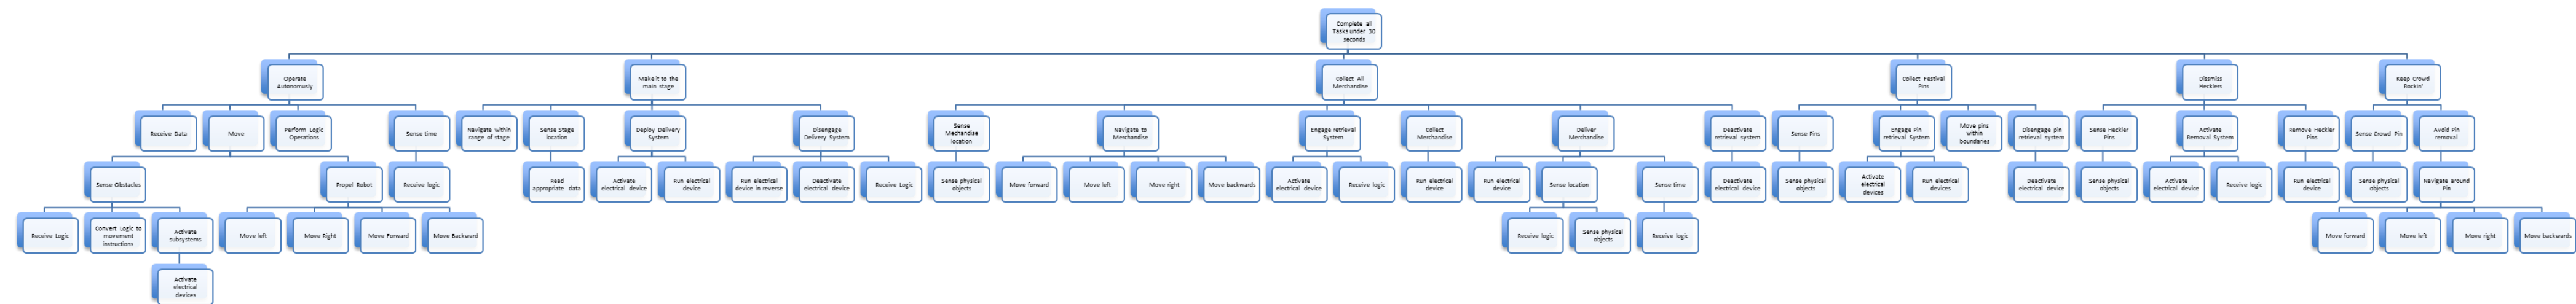 Complete all
Tasks under 30
seconds
Operate
Autonomusly
Make it to the
main stage
Collect All
Merchandise
Collect Festival
Pins
Dissmiss
Hecklers
Keep Crowd
Rockin'
Receive Data
Move
Perform Logic
Operations
Sense time
Navigate within
range of stage
Sense Stage
location
Deploy Delivery
System
Disengage
Delivery System
Sense
Mechandise
location
Navigate to
Merchandise
Engage retrieval
System
Collect
Merchandise
Deliver
Merchandise
Deactivate
retrieval system
Sense Pins
Engage Pin
retrieval System
Move pins
within
boundaries
Disengage pin
retrieval system
Sense Heckler
Pins
Activate
Removal System
Remove Heckler
Pins
Sense Crowd Pin
Avoid Pin
removal
Sense Obstacles
Propel Robot
Receive logic
Read
appropriate data
Activate
electrical device
Run electrical
device
Run electrical
device in reverse
Deactivate
electrical device
Receive Logic
Sense physical
objects
Move forward
Move left
Move right
Move backwards
Activate
electrical device
Receive logic
Run electrical
device
Run electrical
device
Sense location
Sense time
Deactivate
electrical device
Sense physical
objects
Activate
electrical
devices
Run electrical
devices
Deactivate
electrical device
Sense physical
objects
Activate
electrical device
Receive logic
Run electrical
device
Sense physical
objects
Navigate around
Pin
Receive Logic
Convert Logic to
movement
instructions
Activate
subsystems
Move left
Move Right
Move Forward
Move Backward
Receive logic
Sense physical
objects
Receive logic
Move forward
Move left
Move right
Move backwards
Activate
electrical
devices